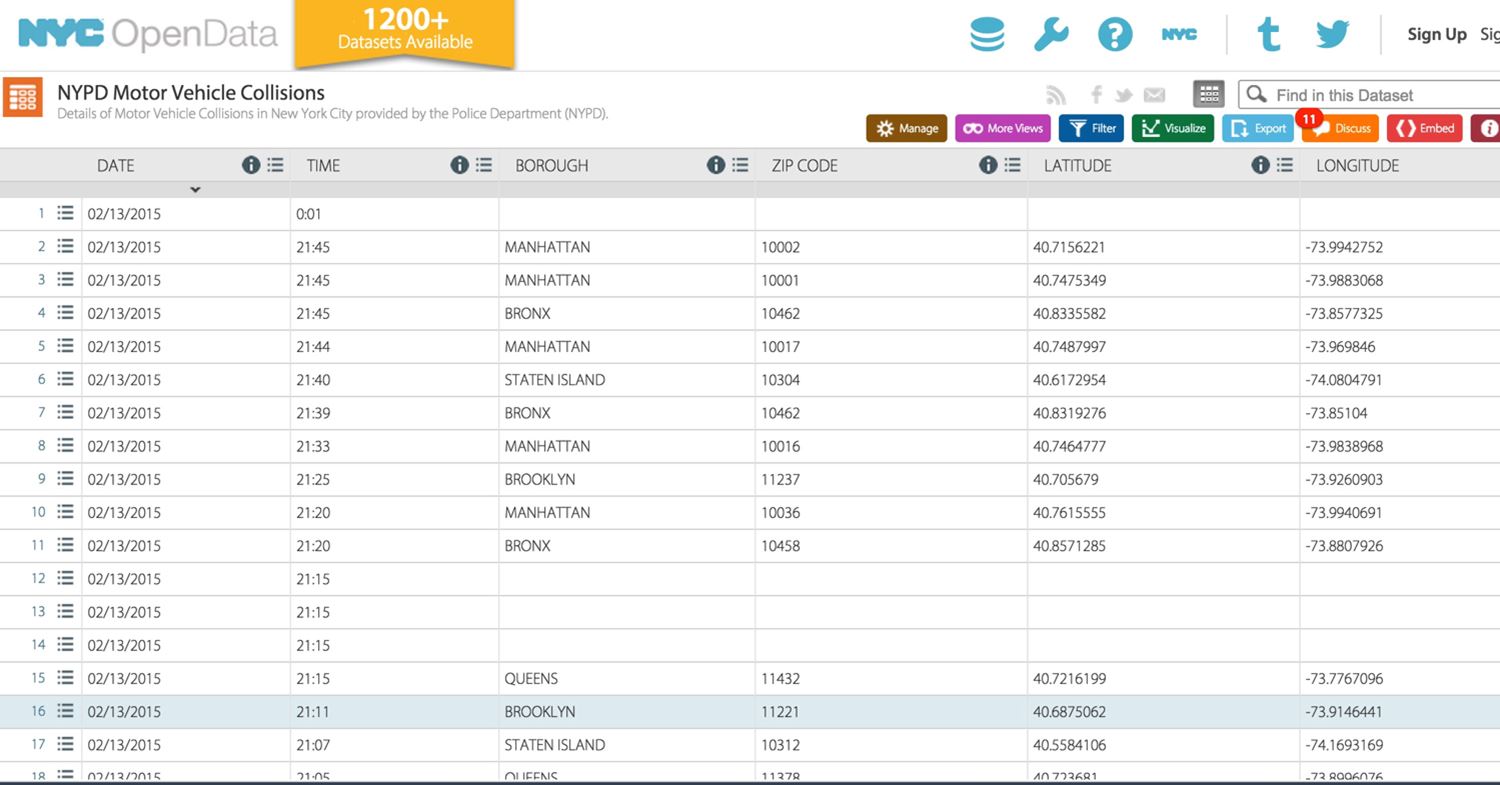 NYC OpenData
1200+
Datasets Available
NYC
Sign Up
NYPD Motor Vehicle Collisions
Details of Motor Vehicle Collisions in New York City provided by the Police Department (NYPD).
Find in this Dataset
Manage More Views Filter Visualize Export 11 Discuss Embed
DATE TIME BOROUGH ZIP CODE LATITUDE LONGITUDE
1 02/13/2015 0:01
2 02/13/2015 21:45 MANHATTAN 10002 40.7156221 -73.9942752
3 02/13/2015 21:45 MANHATTAN 10001 40.7475349 -73.9883068
4 02/13/2015 21:45 BRONX 10462 40.8335582 -73.8577325
5 02/13/2015 21:44 MANHATTAN 10017 40.7487997 -73.969846
6 02/13/2015 21:40 STATEN ISLAND 10304 40.6172954 -74.0804791
7 02/13/2015 21:39 BRONX 10462 40.8319276 -73.85104
8 02/13/2015 21:33 MANHATTAN 10016 40.7464777 -73.9838968
9 02/13/2015 21:25 BROOKLYN 11237 40.705679 -73.9260903
10 02/13/2015 21:20 MANHATTAN 10036 40.7615555 -73.9940691
11 02/13/2015 21:20 BRONX 10458 40.8571285 -73.8807926
12 02/13/2015 21:15
13 02/13/2015 21:15
14 02/13/2015 21:15
15 02/13/2015 21:15 QUEENS 11432 40.7216199 -73.7767096
16 02/13/2015 21:11 BROOKLYN 11221 40.6875062 -73.9146441
17 02/13/2015 21:07 STATEN ISLAND 10312 40.5584106 -74.1693169
18 02/13/2015 21:05 QUEENS 11378 40.723681 -73.8996076